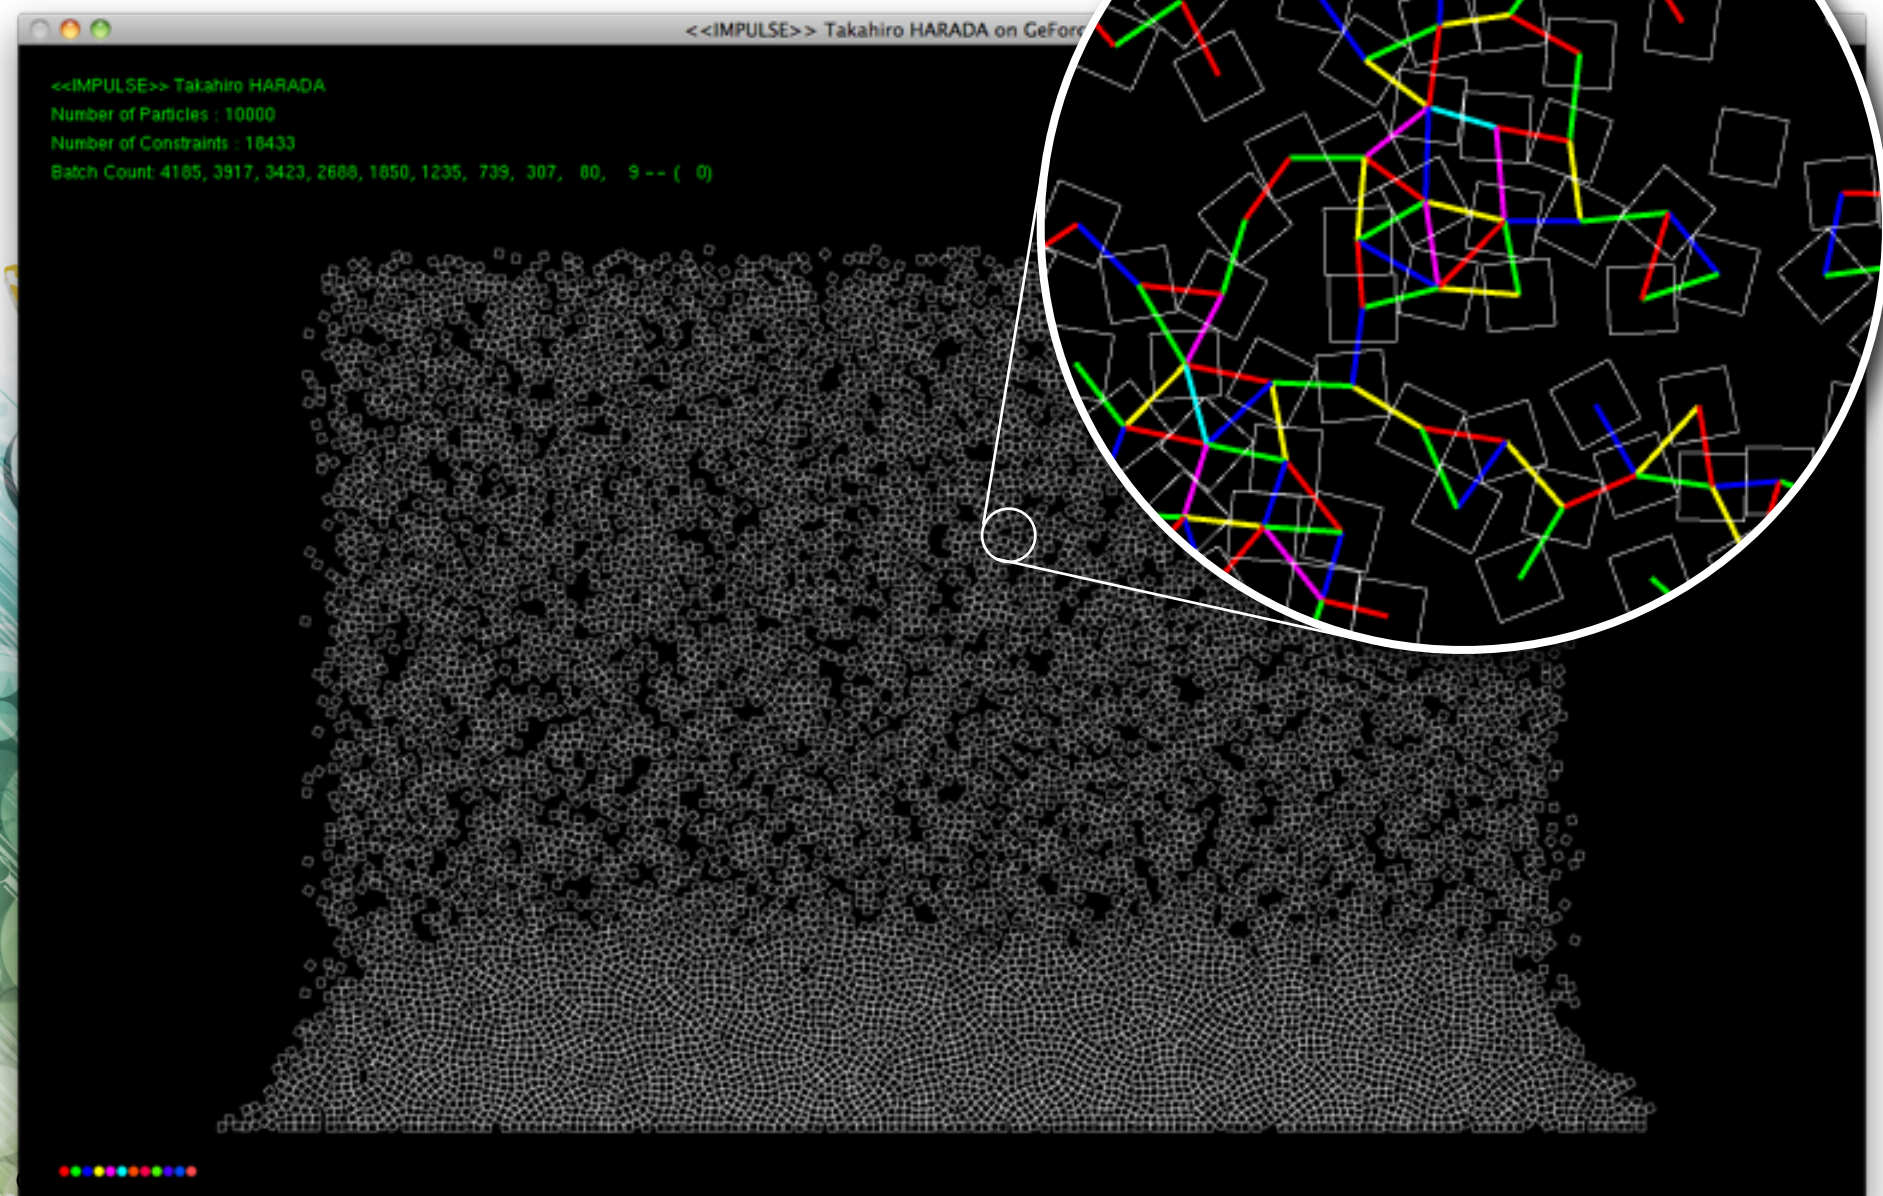 <<IMPULSE>> Takahiro HARADA on GeForc
<<IMPULSE>> Takahiro HARADA
Number of Particles : 10000
Number of Constraints : 18433
Batch Count: 4185, 3917, 3423, 2688, 1850, 1235, 739, 307, 80, 9 -- ( 0)